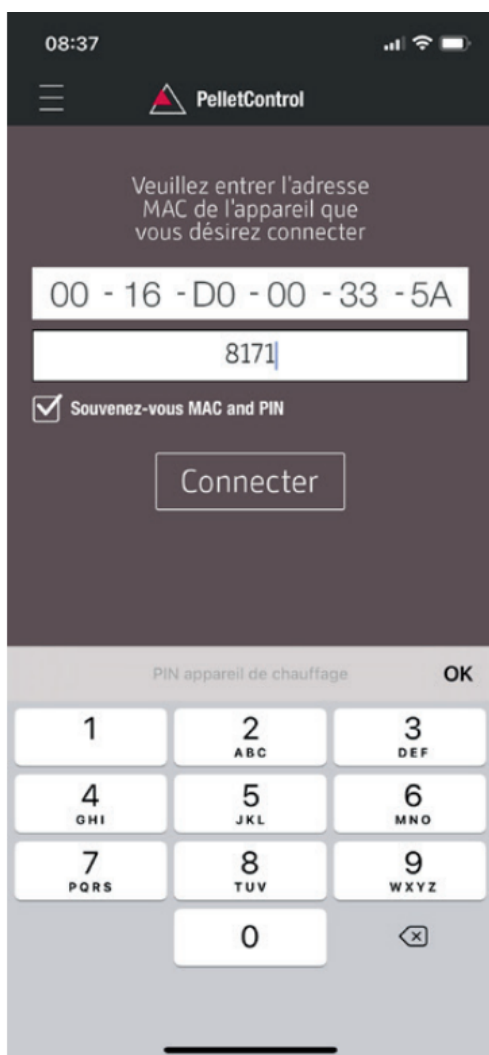 08:37
PelletControl
Veuillez entrer l'adresse
MAC de l'appareil que
vous désirez connecter
00 - 16 - D0 - 00 - 33 - 5A
8171
Souvenez-vous MAC and PIN
Connecter
PIN appareil de chauffage OK
1 2 3
ABC DEF
4 5 6
GHI JKL MNO
7 8 9
PQRS TUV WXYZ
0